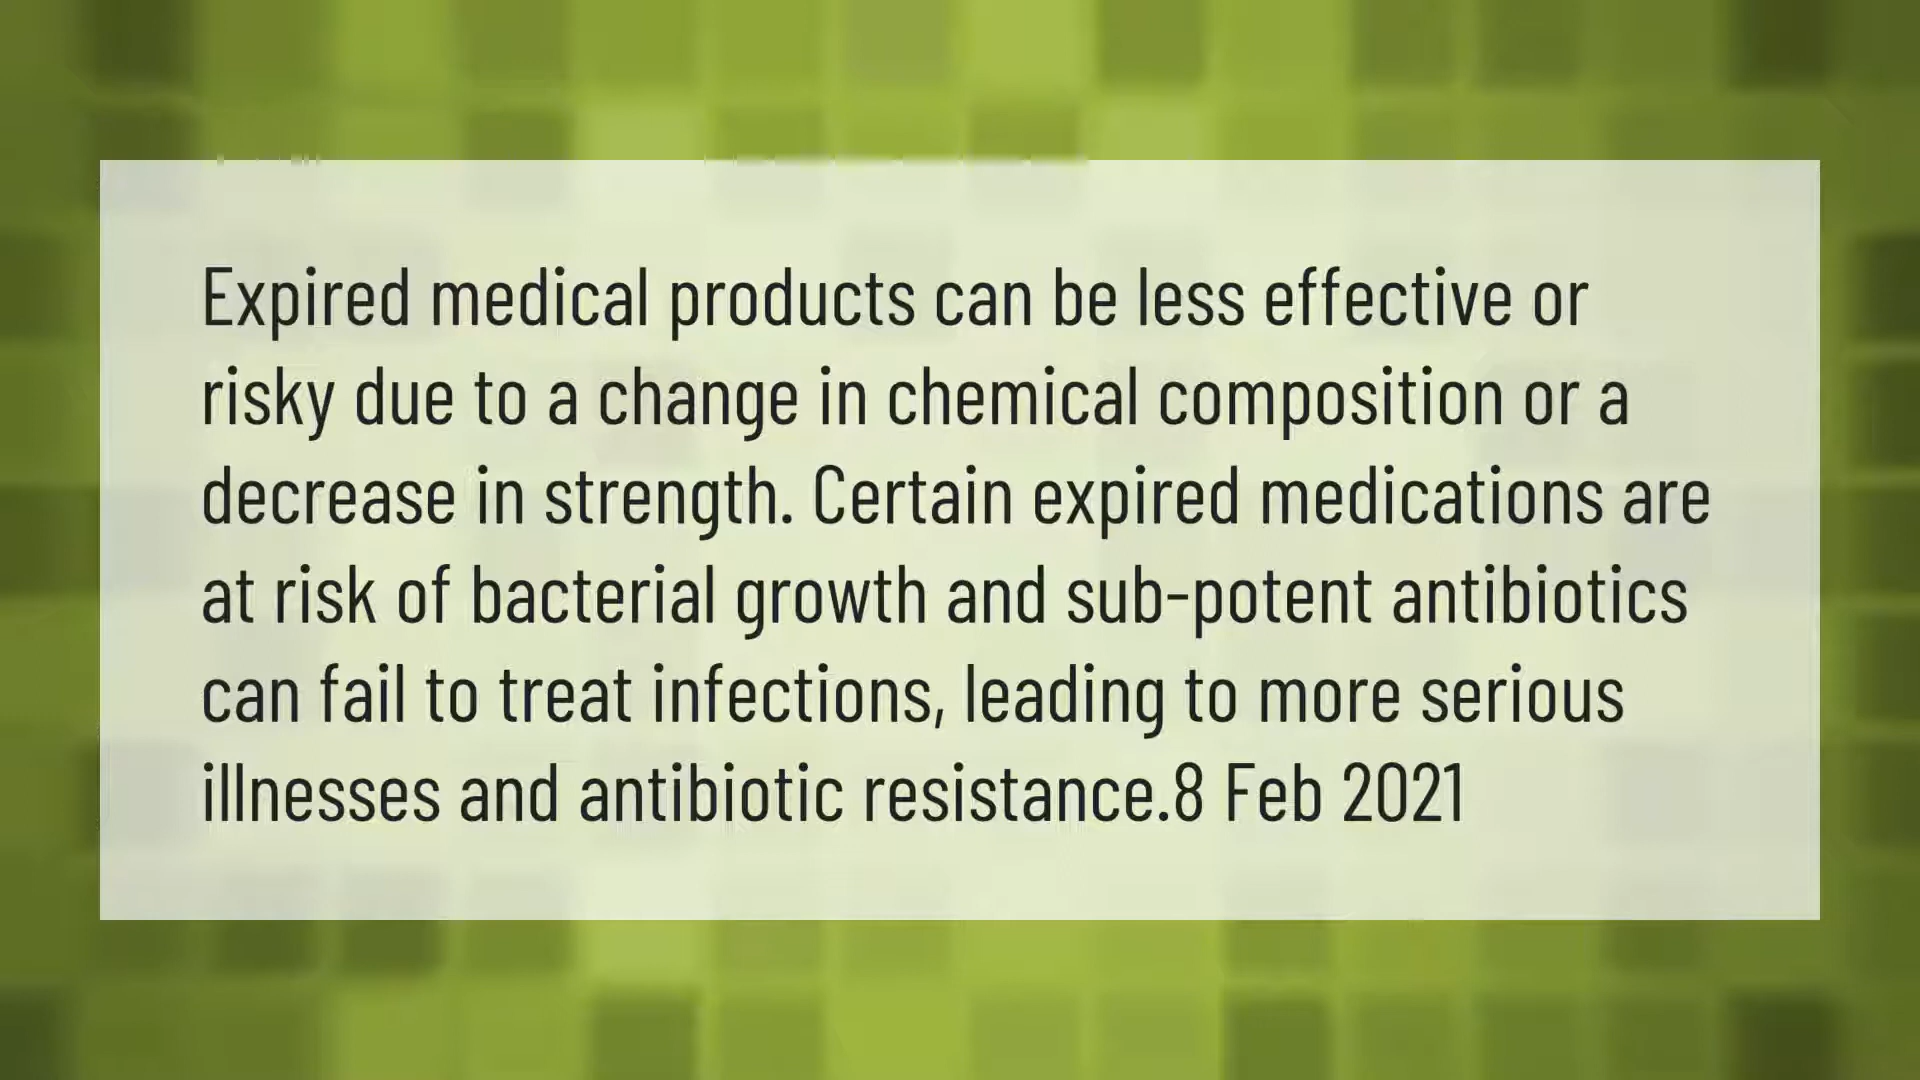 Expired medical products can be less effective or
risky due to a change in chemical composition or a
decrease in strength. Certain expired medications are
at risk of bacterial growth and sub-potent antibiotics
can fail to treat infections, leading to more serious
illnesses and antibiotic resistance.8 Feb 2021